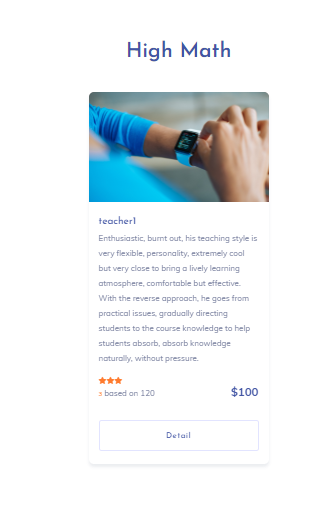 High Math
teacher1
Enthusiastic, burnt out, his teaching style is
very flexible, personality, extremely cool
but very close to bring a lively learning
atmosphere, comfortable but effective.
With the reverse approach, he goes from
practical issues, gradually directing
students to the course knowledge to help
students absorb, absorb knowledge
naturally, without pressure.
3 based on 120
$100
Detail